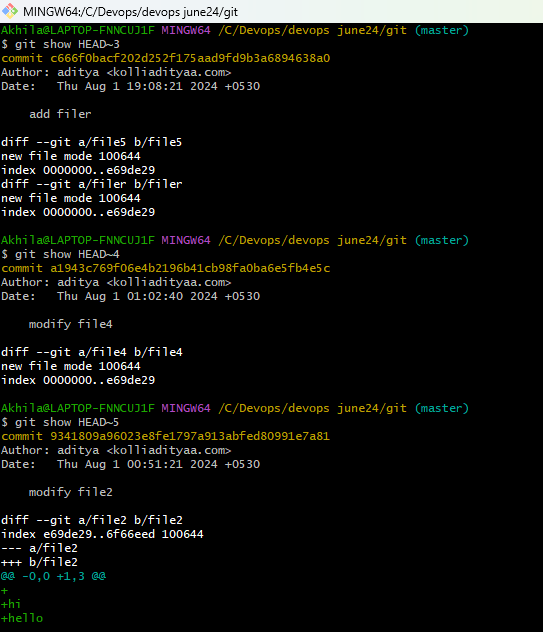 MINGW64:/C/Devops/devops june24/git
Akhila@LAPTOP-FNNCUJ1F MINGW64 /C/Devops/devops june24/git (master)
$ git show HEAD~3
commit c666f0bacf202d252f175aad9fd9b3a6894638a0
Author: aditya <kolliadityaa.com>
Date:   Thu Aug 1 19:08:21 2024 +0530
    add filer
diff --git a/file5 b/file5
new file mode 100644
index 0000000..e69de29
diff --git a/filer b/filer
new file mode 100644
index 0000000..e69de29
Akhila@LAPTOP-FNNCUJ1F MINGW64 /C/Devops/devops june24/git (master)
$ git show HEAD~4
commit a1943c769f06e4b2196b41cb98fa0ba6e5fb4e5c
Author: aditya <kolliadityaa.com>
Date:   Thu Aug 1 01:02:40 2024 +0530
    modify file4
diff --git a/file4 b/file4
new file mode 100644
index 0000000..e69de29
Akhila@LAPTOP-FNNCUJ1F MINGW64 /C/Devops/devops june24/git (master)
$ git show HEAD~5
commit 9341809a96023e8fe1797a913abfed80991e7a81
Author: aditya <kolliadityaa.com>
Date:   Thu Aug 1 00:51:21 2024 +0530
    modify file2
diff --git a/file2 b/file2
index e69de29..6f66eed 100644
--- a/file2
+++ b/file2
@@ -0,0 +1,3 @@
+
+hi
+hello